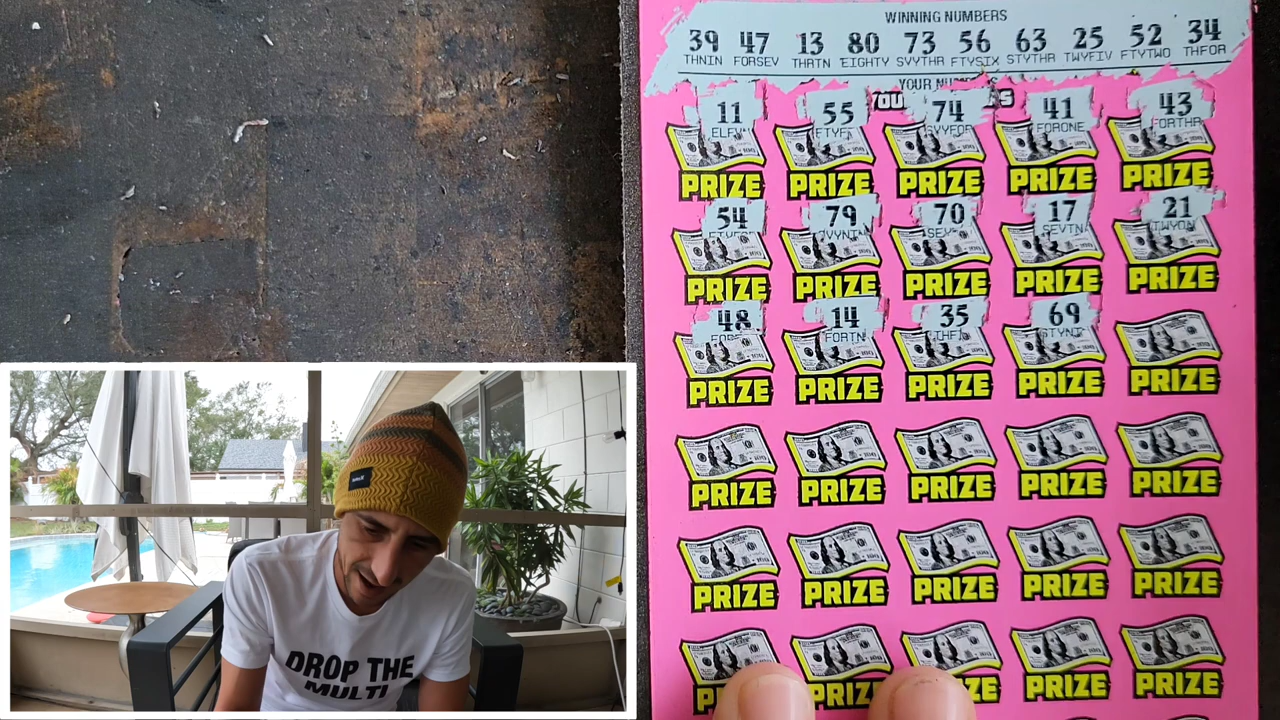 WINNING NUMBERS
39 47 13 80 73 56 63 25 52 34
THNIN FORSEV THRTN EIGHTY SVYTHR FTYSIX STYTHR TWYFIV FTYTWO THFOR
YOUR
11 55 74 41 43
FORONE FORTHR
PRIZE PRIZE PRIZE PRIZE PRIZE
54 79 70 17 21
SEVTN TWYON
PRIZE PRIZE PRIZE PRIZE PRIZE
48 14 35 69
FORTN
PRIZE PRIZE PRIZE PRIZE PRIZE
PRIZE PRIZE PRIZE PRIZE PRIZE
PRIZE PRIZE PRIZE PRIZE PRIZE
PRIZE PRIZE
DROP THE
MULTI